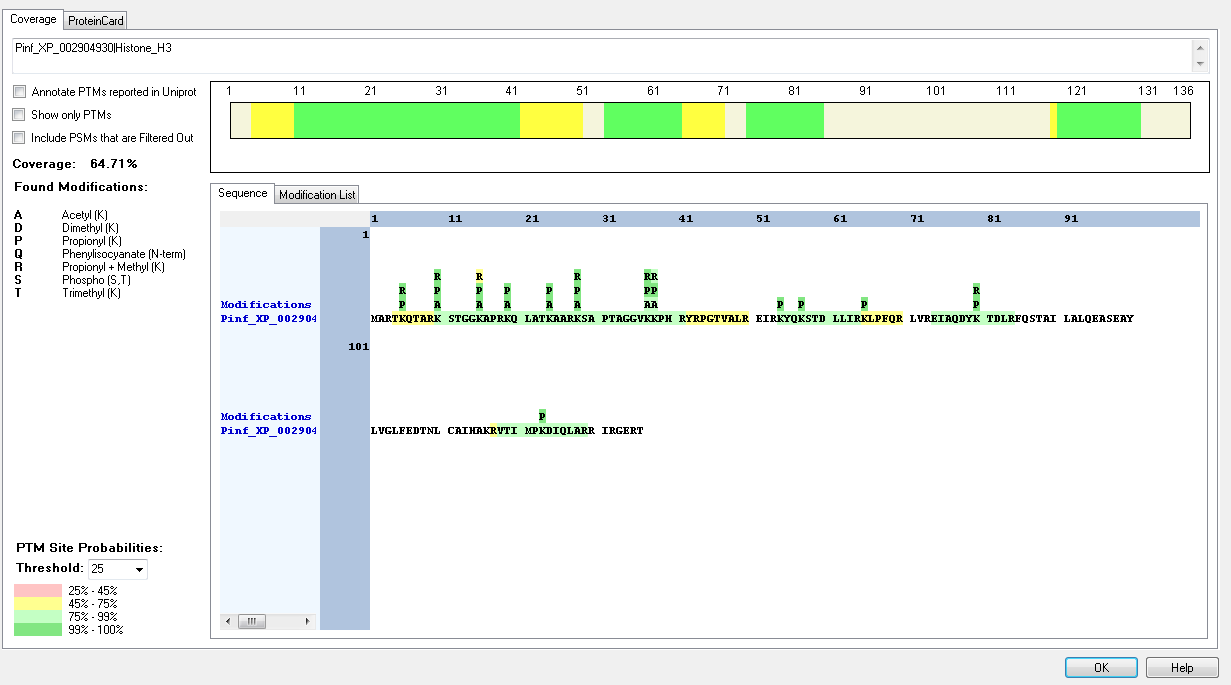 Coverage ProteinCard
Pinf_XP_002904930|Histone_H3
Annotate PTMs reported in Uniprot
Show only PTMs
Include PSMs that are Filtered Out
Coverage: 64.71%
Found Modifications:
A Acetyl (K)
D Dimethyl (K)
P Propionyl (K)
Q Phenylisocyanate (N-term)
R Propionyl + Methyl (K)
S Phospho (S,T)
T Trimethyl (K)
1 11 21 31 41 51 61 71 81 91 101 111 121 131 136
Sequence Modification List
1 11 21 31 41 51 61 71 81 91
1
R R R RR
R P P P P P PP R
Modifications P A A A A A AA P P P P
Pinf_XP_002904 MARTKQTARK STGGKAPRKQ LATKAARKSA PTAGGVKKPH RYRPGTVALR EIRKYQKSTD LLIRKLPFQR LVREIAQDYK TDLRFQSTAI LALQEASEAY
101
P
Modifications
Pinf_XP_002904 LVGLFEDTNL CAIHAKRVTI MPKDIQLARR IRGERT
PTM Site Probabilities:
Threshold: 25
25% - 45%
45% - 75%
75% - 99%
99% - 100%
OK Help